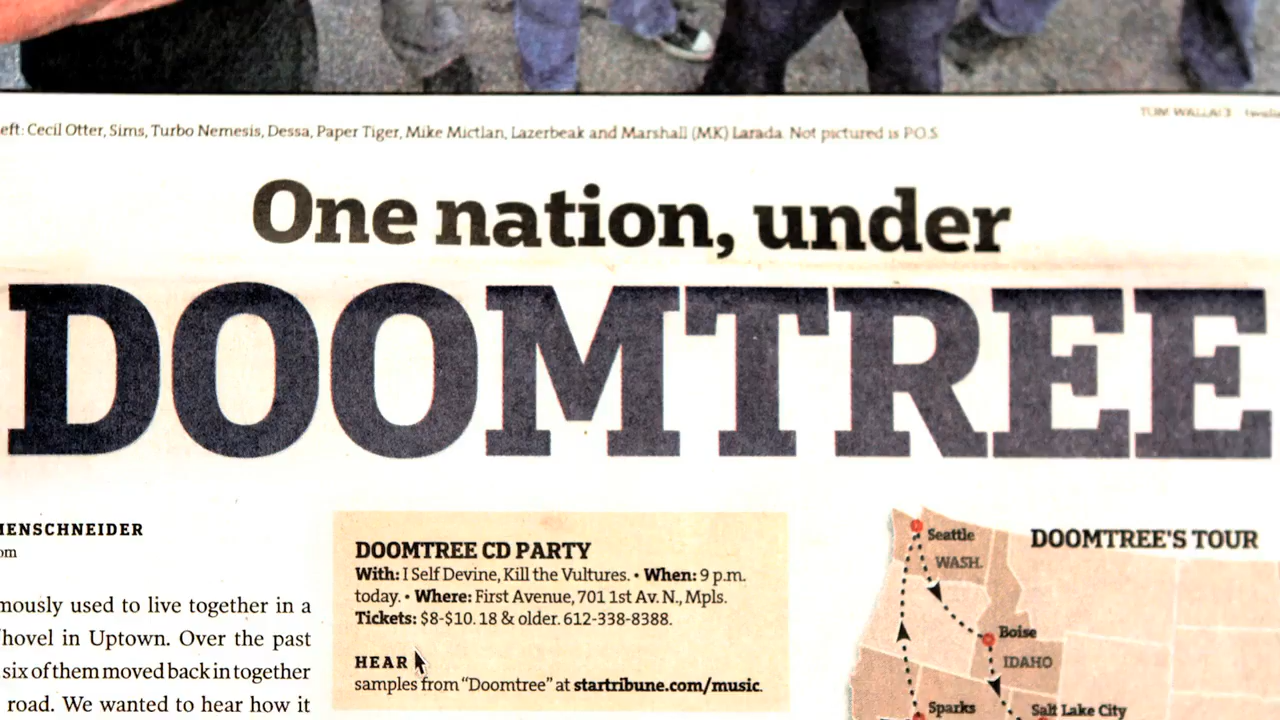 TOM WALLACE
eft: Cecil Otter, Sims, Turbo Nemesis, Dessa, Paper Tiger, Mike Mictlan, Lazerbeak and Marshall (MK) Larada. Not pictured is P.O.S.
One nation, under
DOOMTREE
ENSCHNEIDER
om
mously used to live together in a
hovel in Uptown. Over the past
six of them moved back in together
road. We wanted to hear how it
DOOMTREE CD PARTY
With: I Self Devine, Kill the Vultures. • When: 9 p.m.
today. • Where: First Avenue, 701 1st Av. N., Mpls.
Tickets: $8-$10. 18 & older. 612-338-8388.
HEAR
samples from “Doomtree” at startribune.com/music.
DOOMTREE'S TOUR
Seattle
WASH.
Boise
IDAHO
Sparks
Salt Lake City